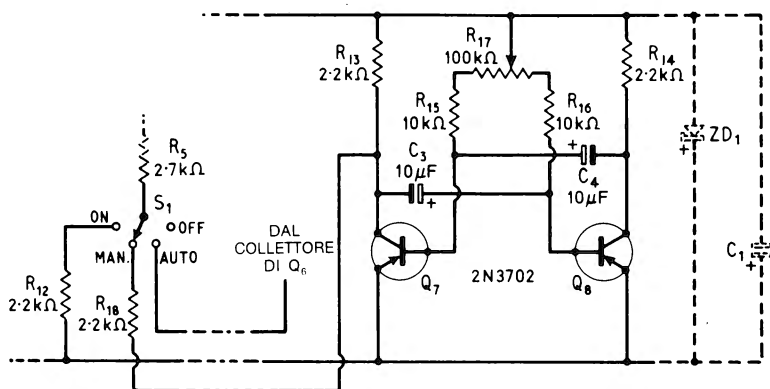 R13
2·2kΩ
R17
100kΩ
R14
2·2kΩ
R15
10kΩ
R16
10kΩ
R5
2·7kΩ
C3
10μF
+
+
C4
10μF
ZD1
+
C1
+
S1
ON
OFF
MAN.
AUTO
DAL
COLLETTORE
DI Q6
R12
2·2kΩ
R18
2·2kΩ
Q7
2N3702
Q8